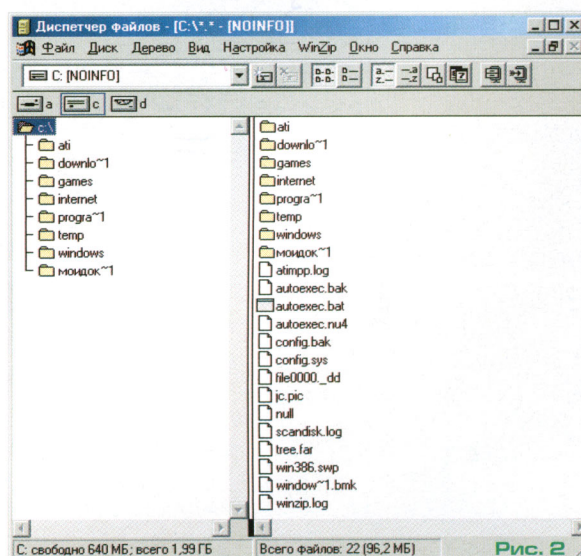 Диспетчер файлов - [C:\*.* - [NOINFO]]
Файл Диск Дерево Вид Настройка WinZip Окно Справка
C: [NOINFO]
a c d
c:\
ati
downlo~1
games
internet
progra~1
temp
windows
моидок~1
ati
downlo~1
games
internet
progra~1
temp
windows
моидок~1
atimpp.log
autoexec.bak
autoexec.bat
autoexec.nu4
config.bak
config.sys
file0000._dd
jc.pic
null
scandisk.log
tree.far
win386.swp
window~1.bmk
winzip.log
C: свободно 640 МБ; всего 1,99 ГБ
Всего файлов: 22 (96,2 МБ)
Рис. 2